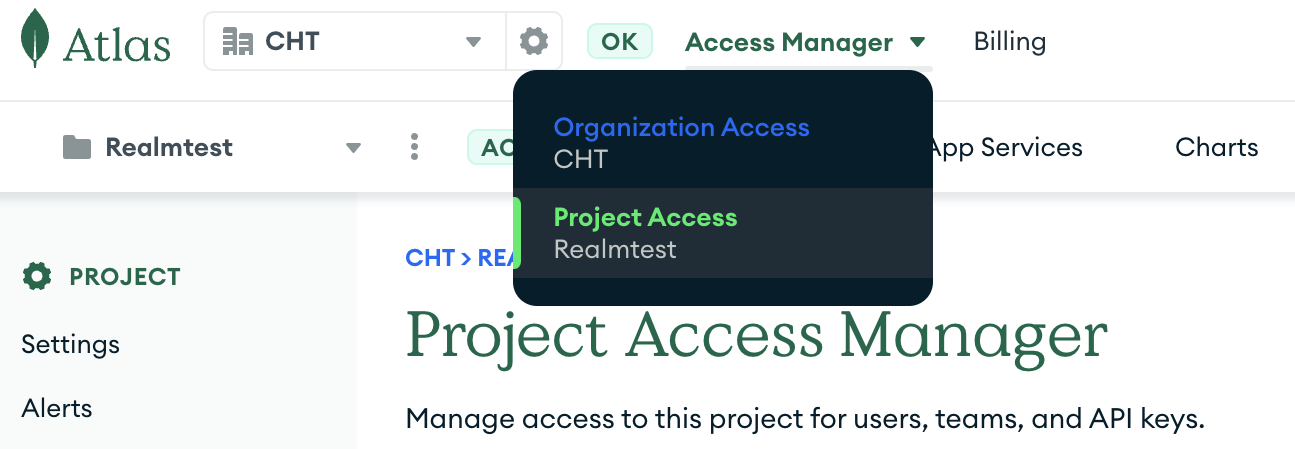 Atlas
CHT
OK
Access Manager
Billing
Organization Access
CHT
Project Access
Realmtest
Realmtest
App Services
Charts
PROJECT
Settings
Alerts
CHT >
Project Access Manager
Manage access to this project for users, teams, and API keys.